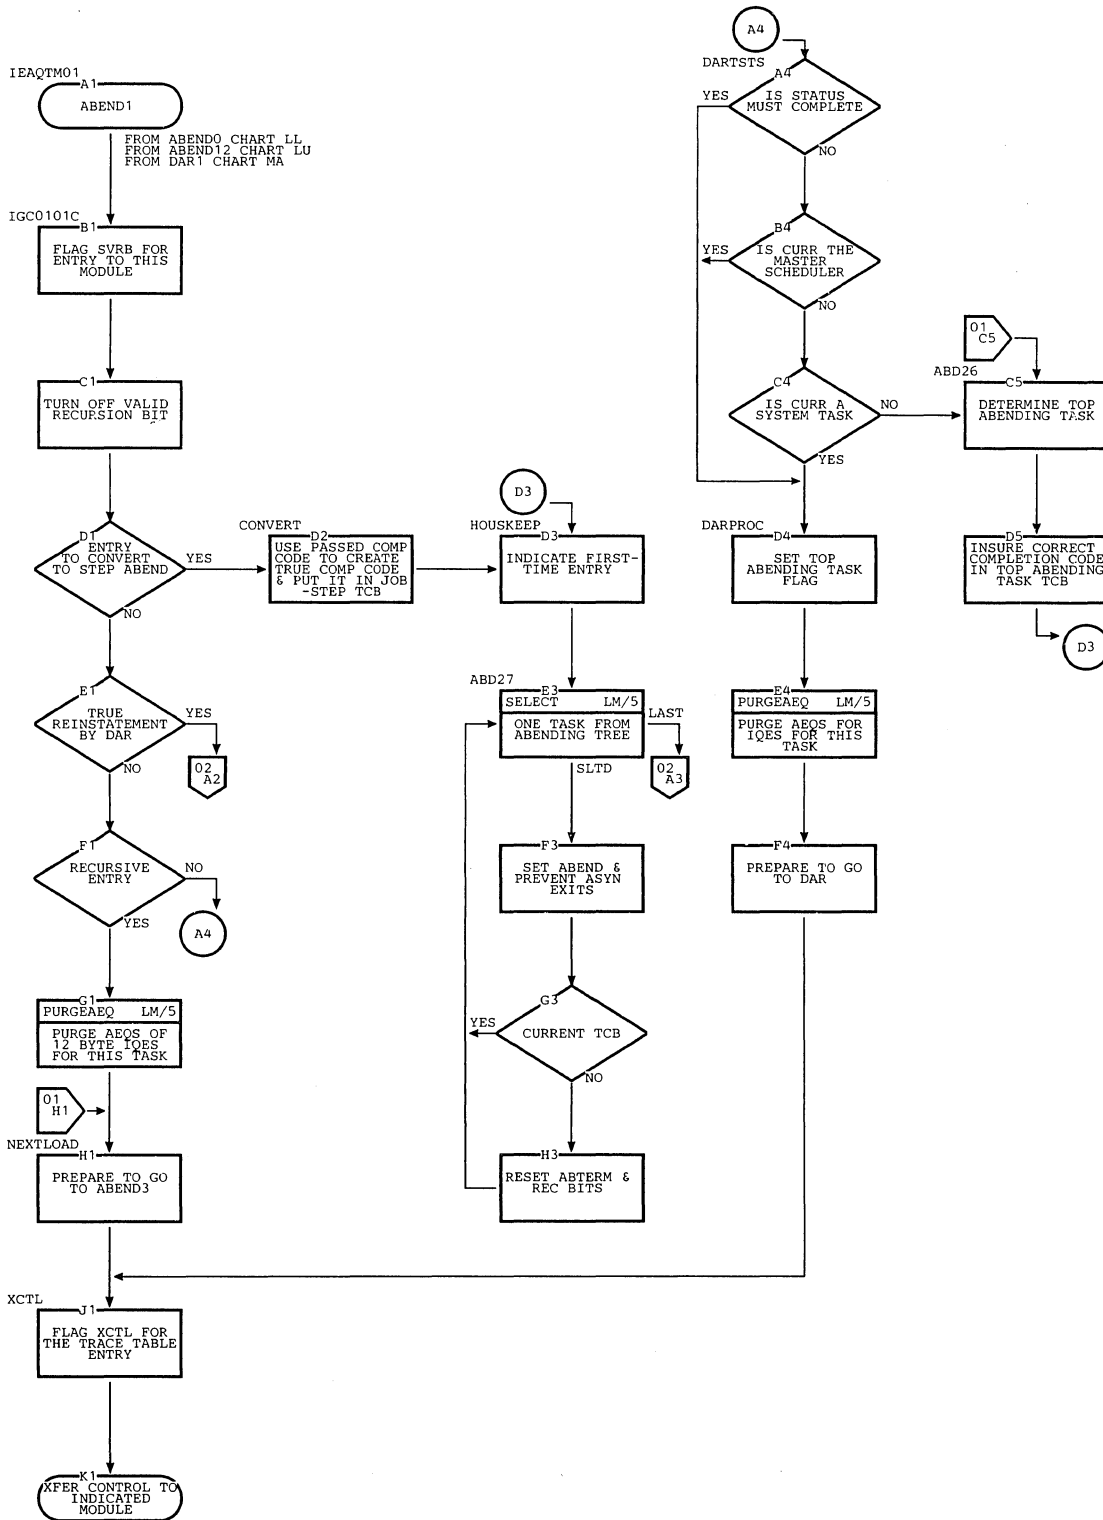 IEAQTM01
A1
ABEND1
FROM ABEND0 CHART LL
FROM ABEND12 CHART LU
FROM DAR1 CHART MA
IGC0101C
B1
FLAG SVRB FOR
ENTRY TO THIS
MODULE
C1
TURN OFF VALID
RECURSION BIT
D1
ENTRY
TO CONVERT
TO STEP ABEND
YES
NO
E1
TRUE
REINSTATEMENT
BY DAR
YES
NO
02
A2
F1
RECURSIVE
ENTRY
NO
YES
A4
G1
PURGEAEQ LM/5
PURGE AEQS OF
12 BYTE IQES
FOR THIS TASK
01
H1
NEXTLOAD
H1
PREPARE TO GO
TO ABEND3
XCTL
J1
FLAG XCTL FOR
THE TRACE TABLE
ENTRY
K1
XFER CONTROL TO
INDICATED
MODULE
CONVERT
D2
USE PASSED COMP
CODE TO CREATE
TRUE COMP CODE
& PUT IT IN JOB
-STEP TCB
D3
HOUSKEEP
D3
INDICATE FIRST-
TIME ENTRY
ABD27
E3
SELECT LM/5
ONE TASK FROM
ABENDING TREE
LAST
SLTD
02
A3
F3
SET ABEND &
PREVENT ASYN
EXITS
G3
CURRENT TCB
YES
NO
H3
RESET ABTERM &
REC BITS
A4
DARTSTS
A4
IS STATUS
MUST COMPLETE
YES
NO
B4
IS CURR THE
MASTER
SCHEDULER
YES
NO
C4
IS CURR A
SYSTEM TASK
NO
YES
DARPROC
D4
SET TOP
ABENDING TASK
FLAG
E4
PURGEAEQ LM/5
PURGE AEQS FOR
IQES FOR THIS
TASK
F4
PREPARE TO GO
TO DAR
01
C5
ABD26
C5
DETERMINE TOP
ABENDING TASK
D5
INSURE CORRECT
COMPLETION CODE
IN TOP ABENDING
TASK TCB
D3